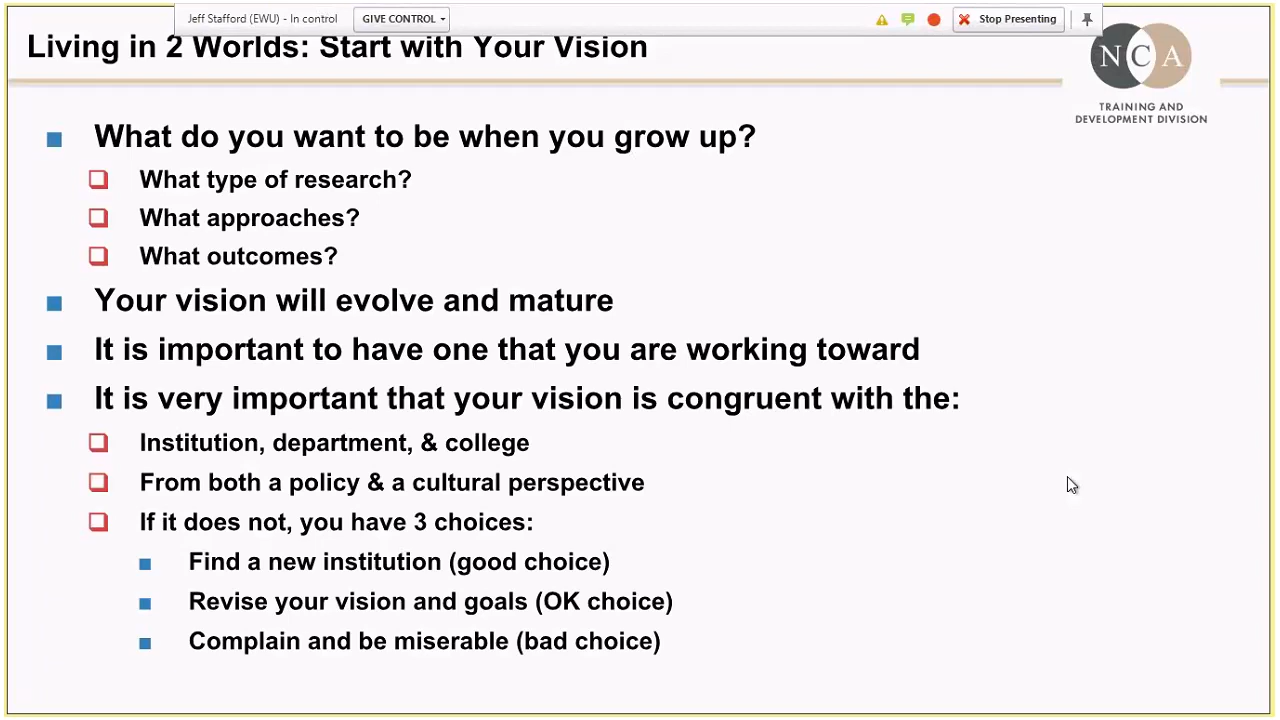 Jeff Stafford (EWU) - In control
GIVE CONTROL
Stop Presenting
Living in 2 Worlds: Start with Your Vision
NCA
TRAINING AND
DEVELOPMENT DIVISION
What do you want to be when you grow up?
What type of research?
What approaches?
What outcomes?
Your vision will evolve and mature
It is important to have one that you are working toward
It is very important that your vision is congruent with the:
Institution, department, & college
From both a policy & a cultural perspective
If it does not, you have 3 choices:
Find a new institution (good choice)
Revise your vision and goals (OK choice)
Complain and be miserable (bad choice)